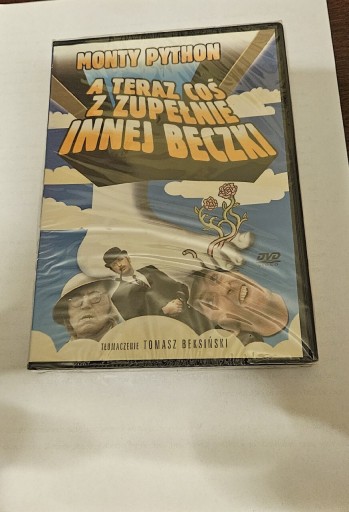 MONTY PYTHON
A TERAZ COŚ
Z ZUPEŁNIE
INNEJ BECZKI
DVD
TŁUMACZENIE TOMASZ BEKSIŃSKI